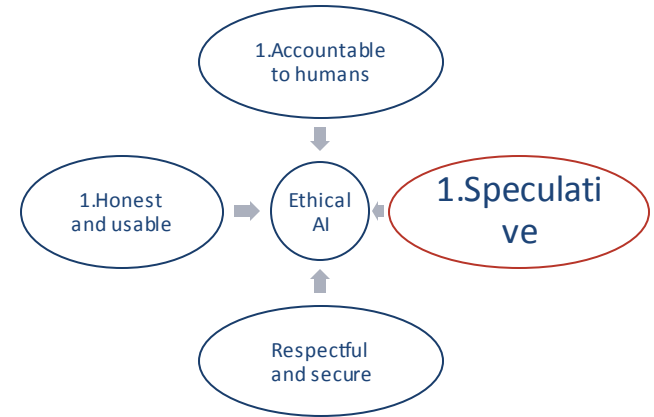 1.Accountable
to humans
1.Honest
and usable
Ethical
AI
1.Speculati
ve
Respectful
and secure